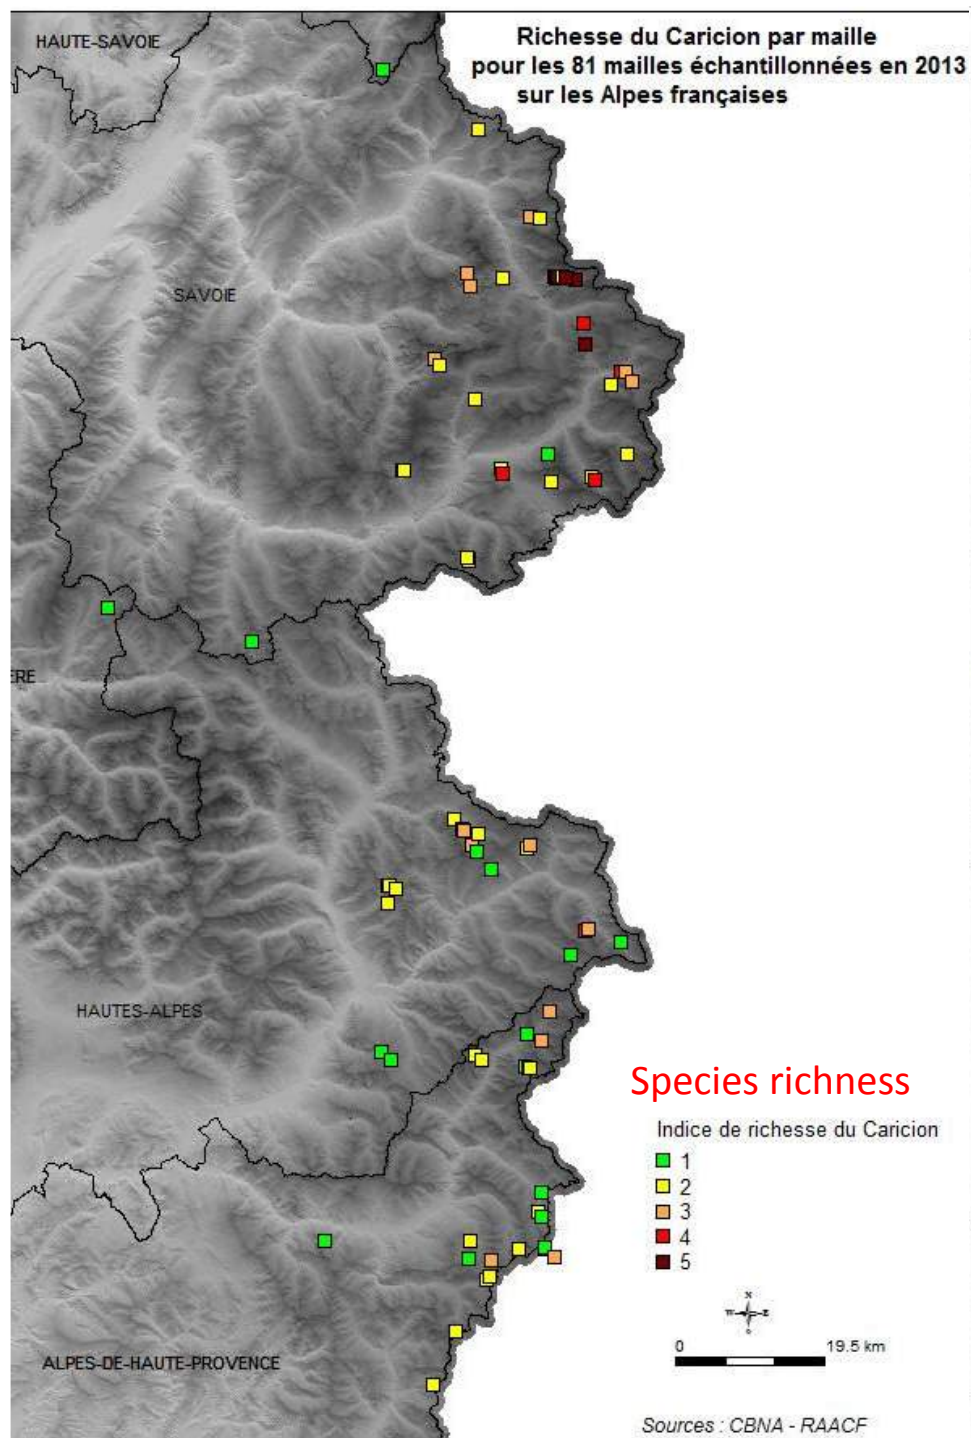 HAUTE-SAVOIE
Richesse du Caricion par maille
pour les 81 mailles échantillonnées en 2013
sur les Alpes françaises
SAVOIE
ERE
HAUTES-ALPES
Species richness
Indice de richesse du Caricion
1
2
3
4
5
N
W E
S
0 19.5 km
ALPES-DE-HAUTE-PROVENCE
Sources : CBNA - RAACF